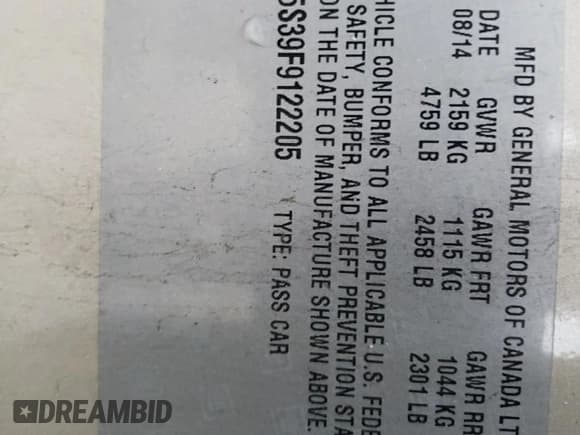 MFD BY GENERAL MOTORS OF CANADA LT
DATE GVWR GAWR FRT GAWR RR
08/14 2159 KG 1115 KG 1044 KG
4759 LB 2458 LB 2301 LB
HICLE CONFORMS TO ALL APPLICABLE U.S. FEDE
SAFETY, BUMPER, AND THEFT PREVENTION STA
ON THE DATE OF MANUFACTURE SHOWN ABOVE.
5S39F9122205 TYPE: PASS CAR
DREAMBID